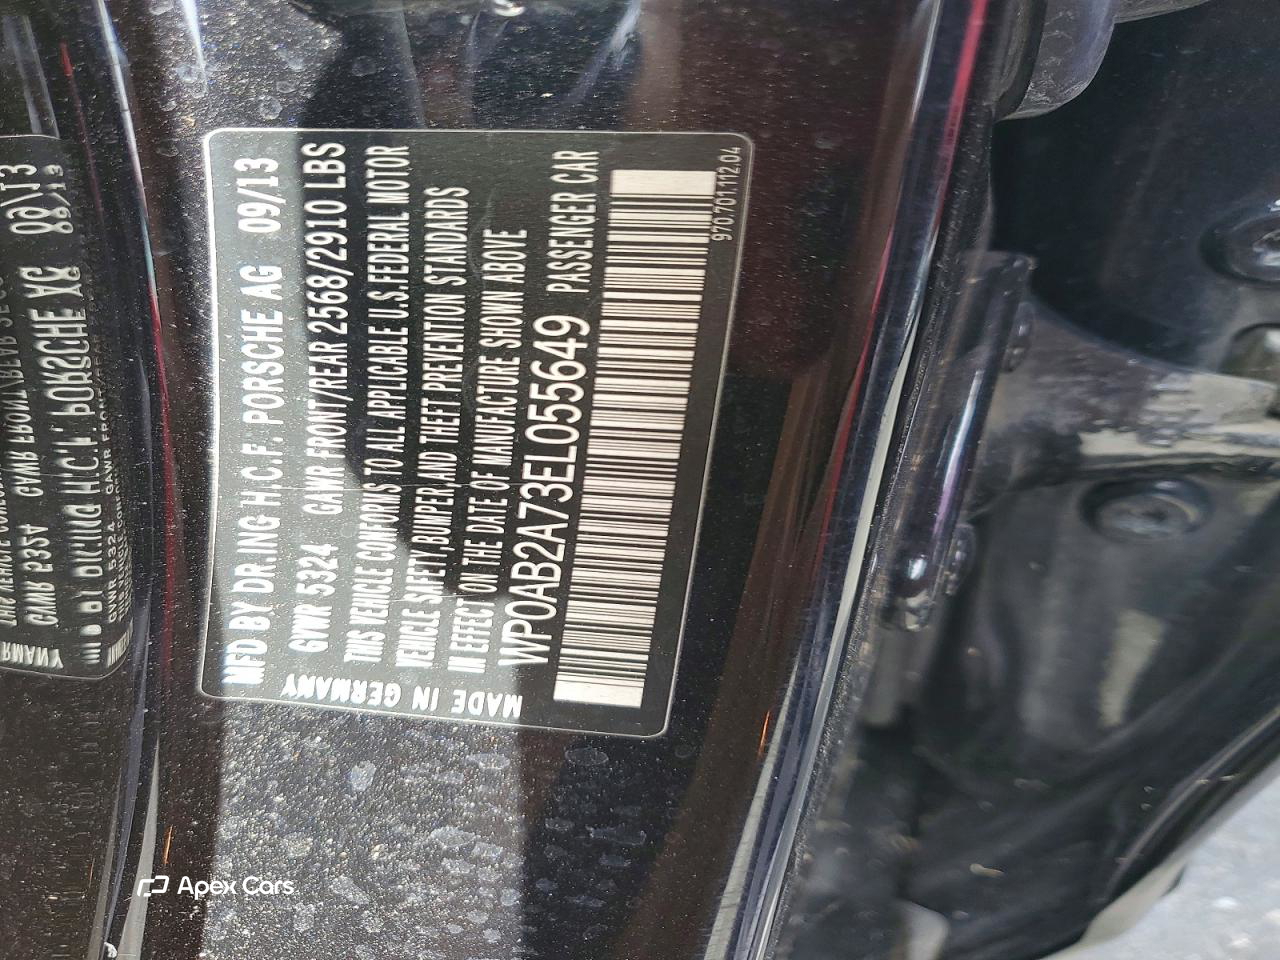 MFD BY DR.ING H.C.F. PORSCHE AG 09/13
GVWR 5324 GAWR FRONT/REAR 2568/2910 LBS
THIS VEHICLE CONFORMS TO ALL APPLICABLE U.S.FEDERAL MOTOR
VEHICLE SAFETY,BUMPER,AND THEFT PREVENTION STANDARDS
IN EFFECT ON THE DATE OF MANUFACTURE SHOWN ABOVE
WP0AB2A73EL055649 PASSENGER CAR
MADE IN GERMANY
970.701.112.04
Apex Cars